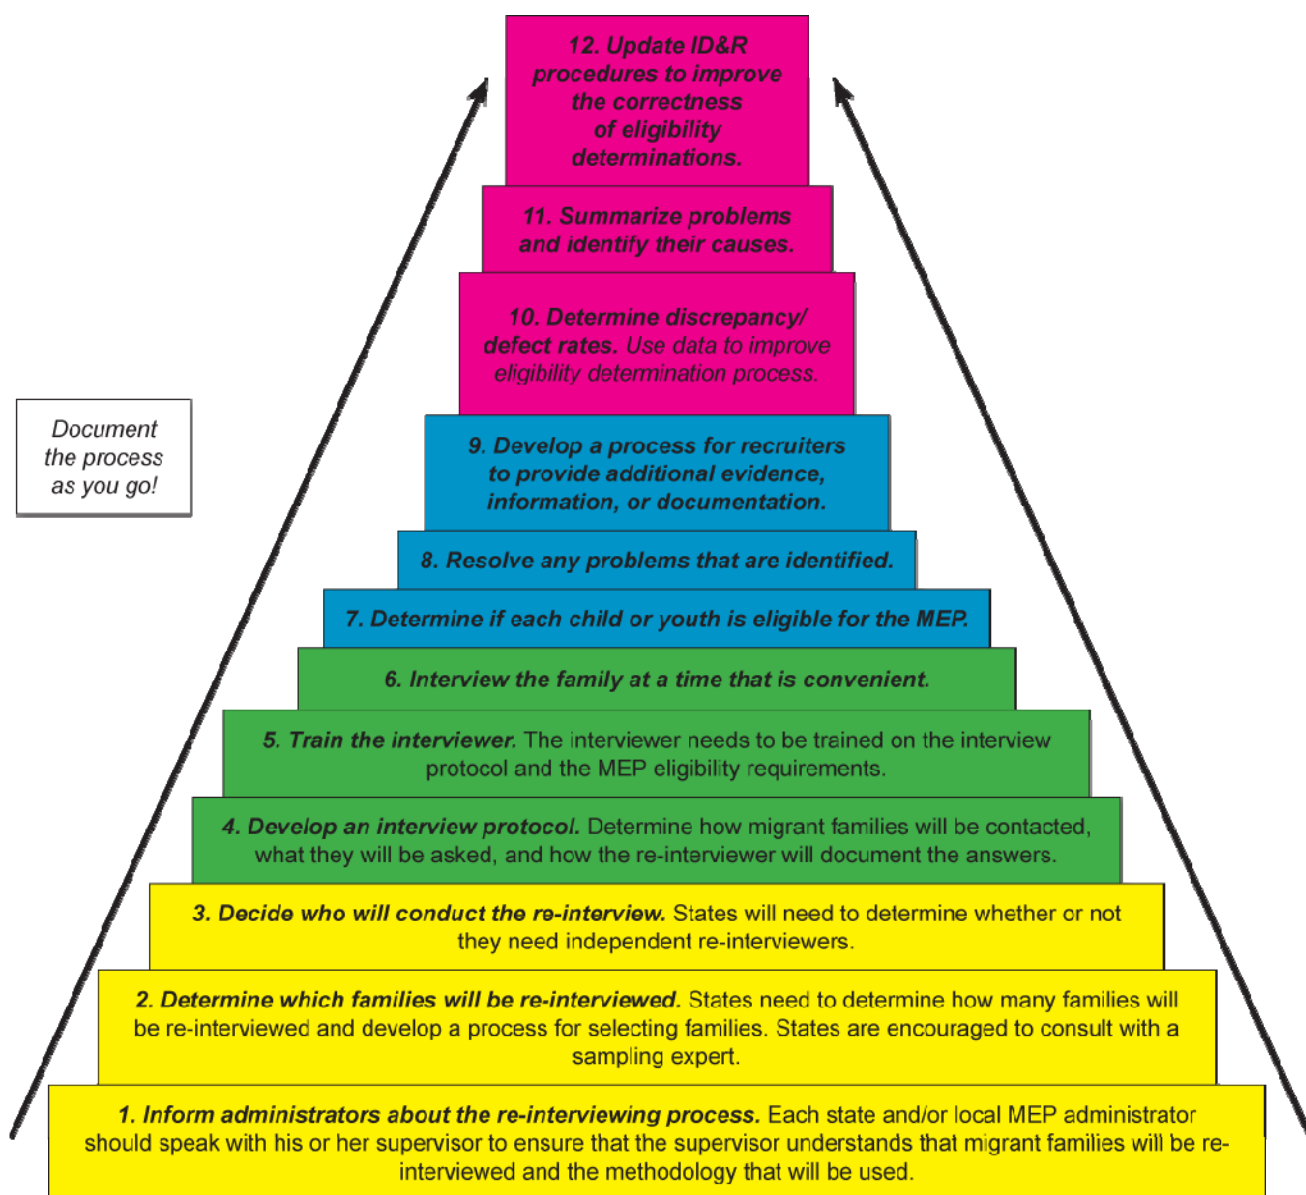 12. Update ID&R
procedures to improve
the correctness
of eligibility
determinations.
11. Summarize problems
and identify their causes.
10. Determine discrepancy/
defect rates. Use data to improve
eligibility determination process.
Document
the process
as you go!
9. Develop a process for recruiters
to provide additional evidence,
information, or documentation.
8. Resolve any problems that are identified.
7. Determine if each child or youth is eligible for the MEP.
6. Interview the family at a time that is convenient.
5. Train the interviewer. The interviewer needs to be trained on the interview
protocol and the MEP eligibility requirements.
4. Develop an interview protocol. Determine how migrant families will be contacted,
what they will be asked, and how the re-interviewer will document the answers.
3. Decide who will conduct the re-interview. States will need to determine whether or not
they need independent re-interviewers.
2. Determine which families will be re-interviewed. States need to determine how many families will
be re-interviewed and develop a process for selecting families. States are encouraged to consult with a
sampling expert.
1. Inform administrators about the re-interviewing process. Each state and/or local MEP administrator
should speak with his or her supervisor to ensure that the supervisor understands that migrant families will be re-
interviewed and the methodology that will be used.